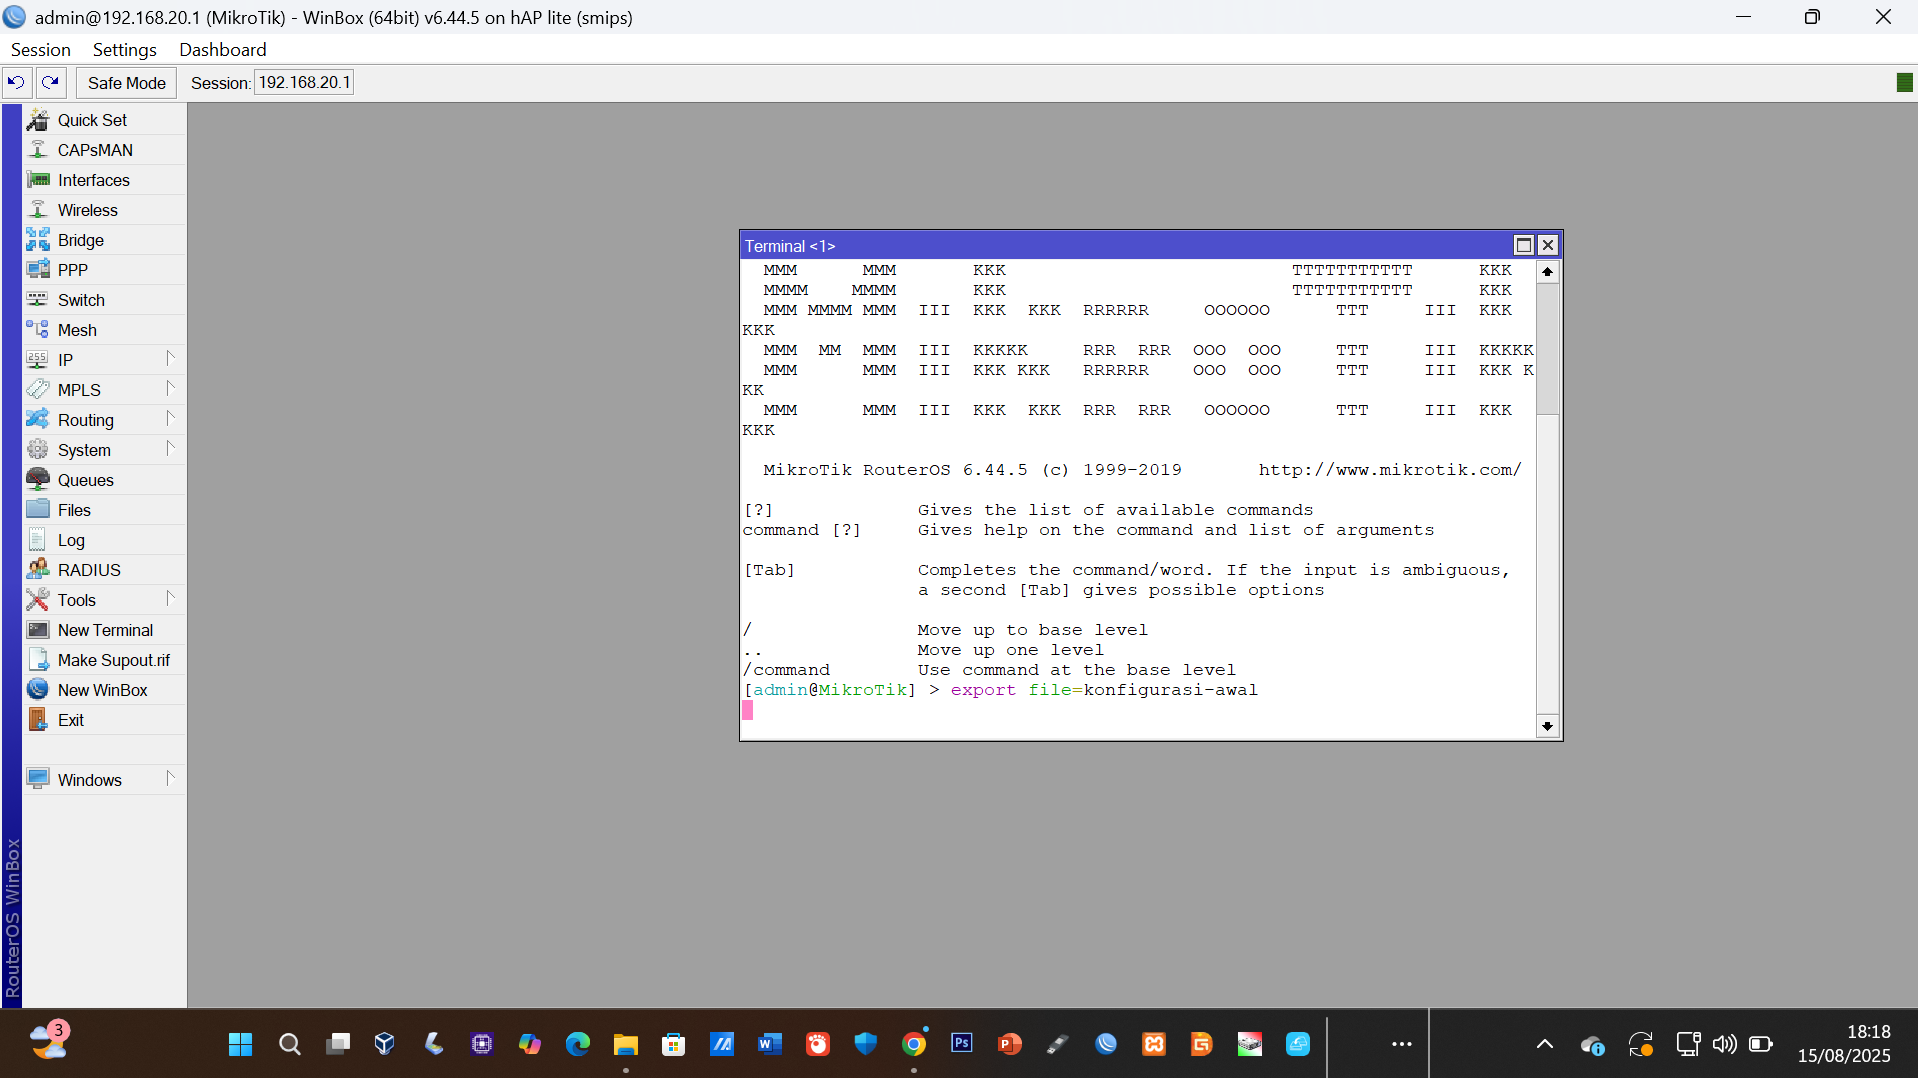 admin@192.168.20.1 (MikroTik) - WinBox (64bit) v6.44.5 on hAP lite (smips)
Session Settings Dashboard
Safe Mode Session: 192.168.20.1
Quick Set
CAPsMAN
Interfaces
Wireless
Bridge
PPP
Switch
Mesh
IP
MPLS
Routing
System
Queues
Files
Log
RADIUS
Tools
New Terminal
Make Supout.rif
New WinBox
Exit
Windows
RouterOS WinBox
Terminal <1>
MMM MMM KKK TTTTTTTTTTT KKK
MMMM MMMM KKK TTTTTTTTTTT KKK
MMM MMMM MMM III KKK KKK RRRRRR OOOOOO TTT III KKK
KKK
MMM MM MMM III KKKKK RRR RRR OOO OOO TTT III KKKKK
MMM MMM III KKK KKK RRRRRR OOO OOO TTT III KKK K
KK
MMM MMM III KKK KKK RRR RRR OOOOOO TTT III KKK
KKK
MikroTik RouterOS 6.44.5 (c) 1999-2019 http://www.mikrotik.com/
[?] Gives the list of available commands
command [?] Gives help on the command and list of arguments
[Tab] Completes the command/word. If the input is ambiguous,
a second [Tab] gives possible options
/ Move up to base level
.. Move up one level
/command Use command at the base level
[admin@MikroTik] > export file=konfigurasi-awal
3
18:18
15/08/2025